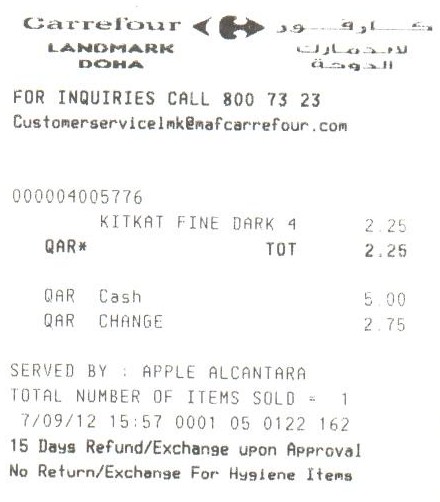 Carrefour كارفور
LANDMARK لاندمارك
DOHA الدوحة
FOR INQUIRIES CALL 800 73 23
Customerservicelmk@mafcarrefour.com
000004005776
KITKAT FINE DARK 4 2.25
QAR* TOT 2.25
QAR Cash 5.00
QAR CHANGE 2.75
SERVED BY : APPLE ALCANTARA
TOTAL NUMBER OF ITEMS SOLD = 1
7/09/12 15:57 0001 05 0122 162
15 Days Refund/Exchange upon Approval
No Return/Exchange For Hygiene Items